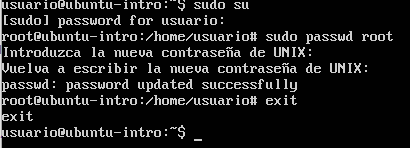 usuario@ubuntu-intro:~$ sudo su
[sudo] password for usuario:
root@ubuntu-intro:/home/usuario# sudo passwd root
Introduzca la nueva contraseña de UNIX:
Vuelva a escribir la nueva contraseña de UNIX:
passwd: password updated successfully
root@ubuntu-intro:/home/usuario# exit
exit
usuario@ubuntu-intro:~$ _